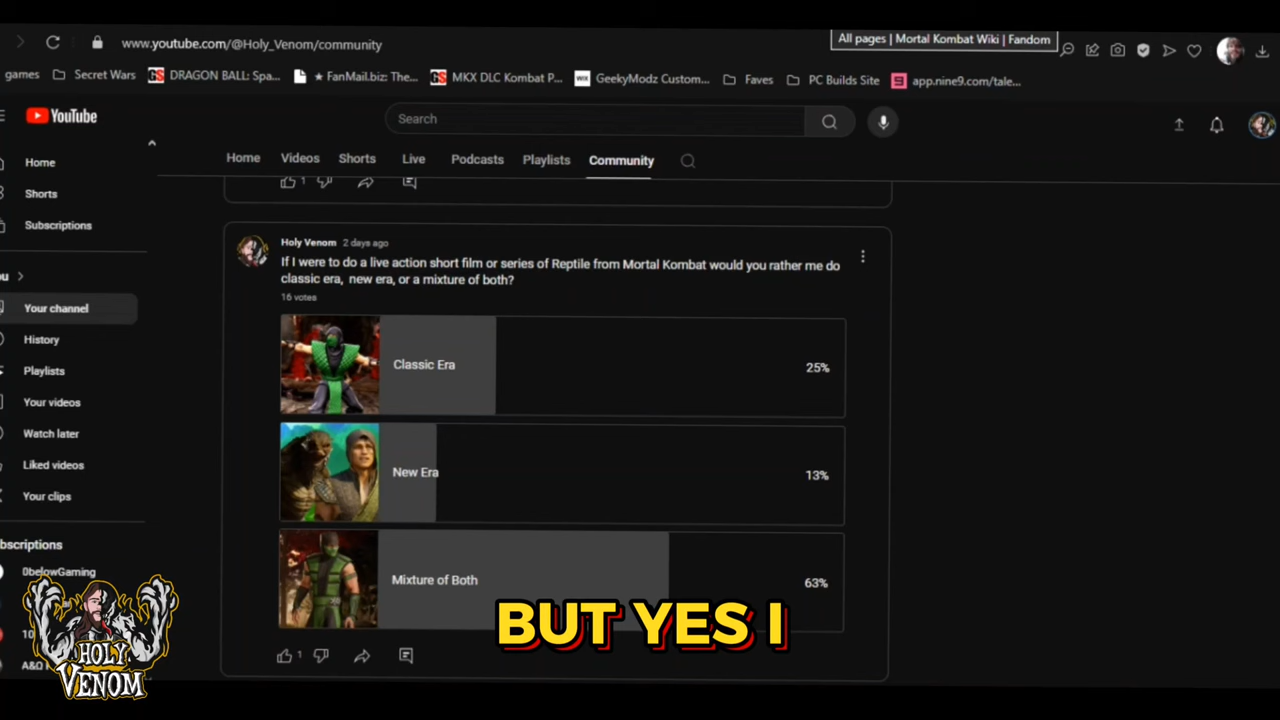 www.youtube.com/@Holy_Venom/community
All pages | Mortal Kombat Wiki | Fandom
games
Secret Wars
DRAGON BALL: Spa...
★ FanMail.biz: The...
MKX DLC Kombat P...
GeekyModz Custom...
Faves
PC Builds Site
app.nine9.com/tale...
YouTube
Search
Home
Shorts
Subscriptions
Home
Videos
Shorts
Live
Podcasts
Playlists
Community
1
Your channel
History
Playlists
Your videos
Watch later
Liked videos
Your clips
bscriptions
0belowGaming
Holy Venom 2 days ago
If I were to do a live action short film or series of Reptile from Mortal Kombat would you rather me do
classic era, new era, or a mixture of both?
16 votes
Classic Era
25%
New Era
13%
Mixture of Both
63%
1
BUT YES I
HOLY
VENOM